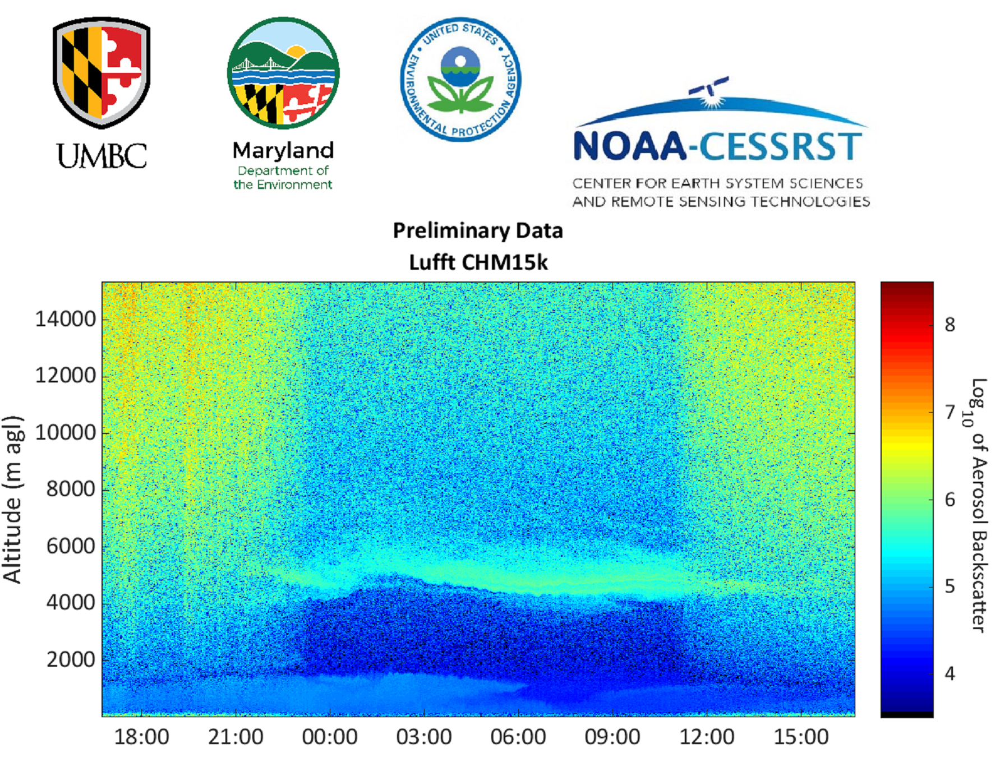 UNITED STATES
ENVIRONMENTAL PROTECTION AGENCY
UMBC
Maryland
Department of
the Environment
NOAA-CESSRST
CENTER FOR EARTH SYSTEM SCIENCES
AND REMOTE SENSING TECHNOLOGIES
Preliminary Data
Lufft CHM15k
Altitude (m agl)
14000
12000
10000
8000
6000
4000
2000
18:00 21:00 00:00 03:00 06:00 09:00 12:00 15:00
8
7
6
5
4
Log10 of Aerosol Backscatter